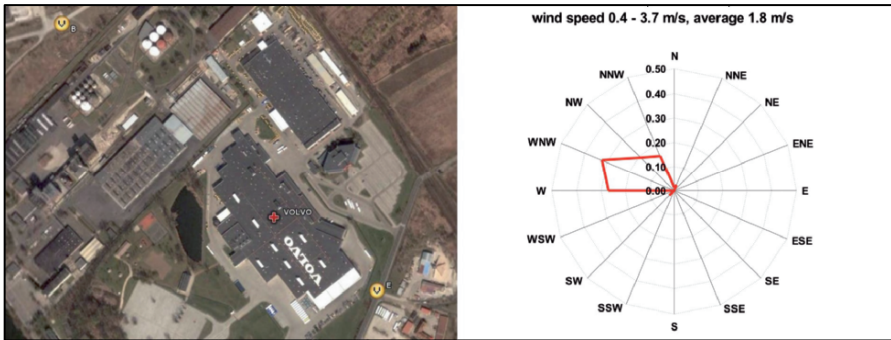 B
VOLVO
VOLVO
E
wind speed 0.4 - 3.7 m/s, average 1.8 m/s
N
NNW
0.50
NNE
NW
0.40
NE
0.30
WNW
0.20
ENE
0.10
W
0.00
E
WSW
ESE
SW
SE
SSW
SSE
S